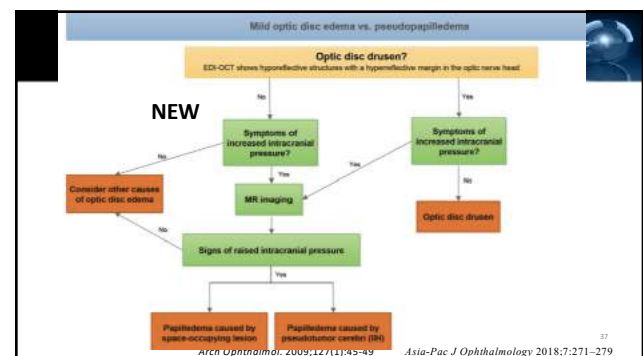 Mild optic disc edema vs. pseudopapilledema
Optic disc drusen?
EDI-OCT shows hyporeflective structures with a hyperreflective margin in the optic nerve head
No
Yes
NEW
Symptoms of
increased intracranial
pressure?
Symptoms of
increased intracranial
pressure?
No
Yes
Yes
No
Consider other causes
of optic disc edema
MR imaging
Optic disc drusen
No
Signs of raised intracranial pressure
Yes
Papilledema caused by
space-occupying lesion
Papilledema caused by
pseudotumor cerebri (IIH)
37
Arch Ophthalmol. 2009;127(1):45-49
Asia-Pac J Ophthalmology 2018;7:271–279